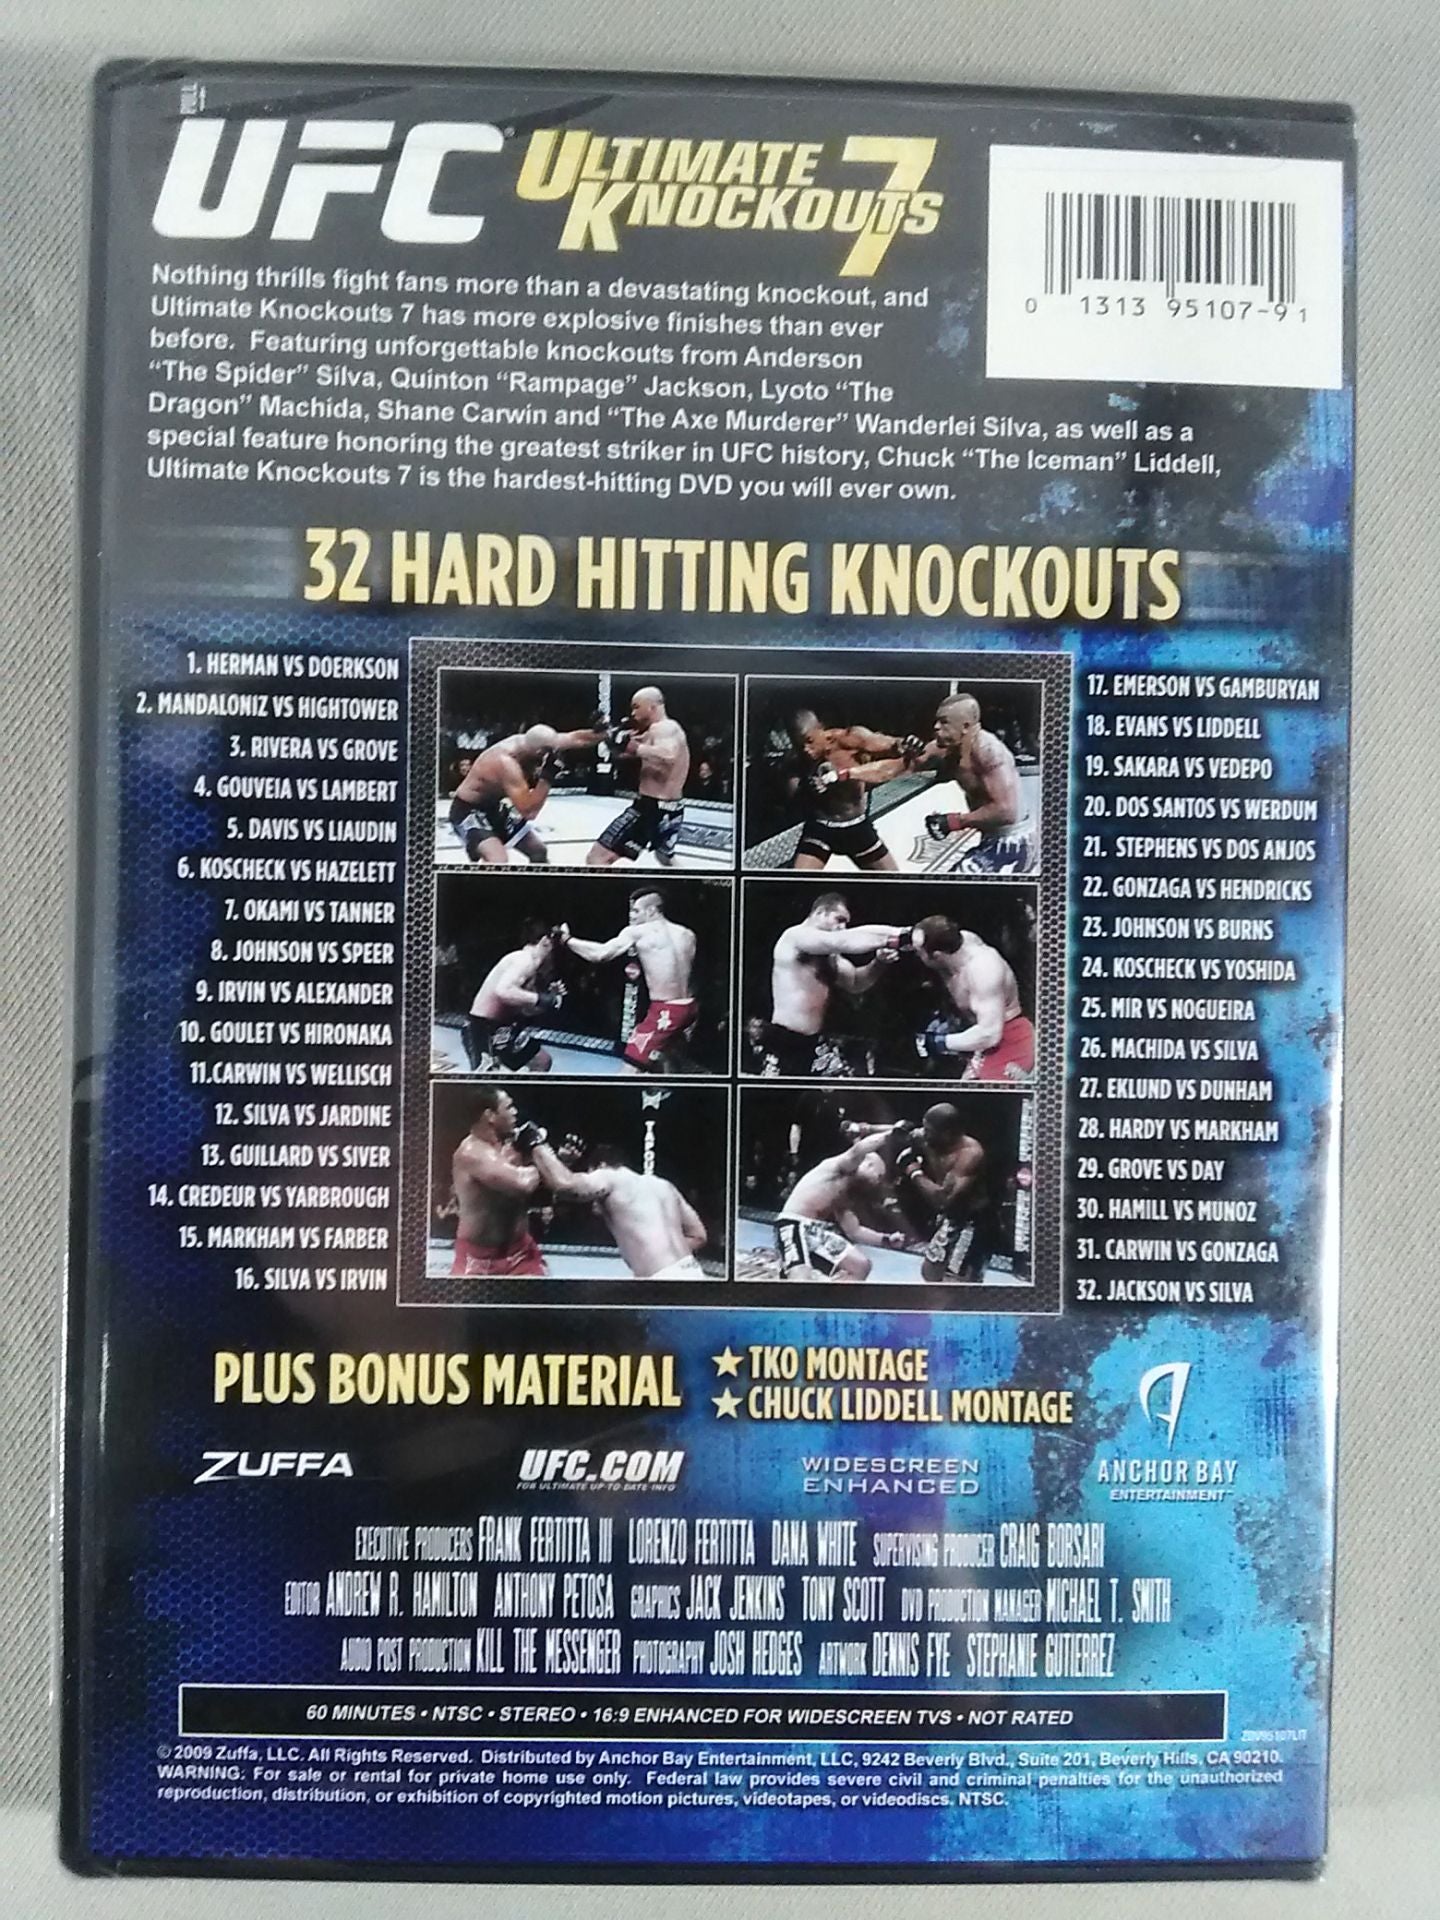 PULL
UFC ULTIMATE KNOCKOUTS 7
0 1313 95107-9 1
Nothing thrills fight fans more than a devastating knockout, and
Ultimate Knockouts 7 has more explosive finishes than ever
before. Featuring unforgettable knockouts from Anderson
“The Spider” Silva, Quinton “Rampage” Jackson, Lyoto “The
Dragon” Machida, Shane Carwin and “The Axe Murderer” Wanderlei Silva, as well as a
special feature honoring the greatest striker in UFC history, Chuck “The Iceman” Liddell,
Ultimate Knockouts 7 is the hardest-hitting DVD you will ever own.
32 HARD HITTING KNOCKOUTS
1. HERMAN VS DOERKSON
2. MANDALONIZ VS HIGHTOWER
3. RIVERA VS GROVE
4. GOUVEIA VS LAMBERT
5. DAVIS VS LIAUDIN
6. KOSCHECK VS HAZELETT
7. OKAMI VS TANNER
8. JOHNSON VS SPEER
9. IRVIN VS ALEXANDER
10. GOULET VS HIRONAKA
11.CARWIN VS WELLISCH
12. SILVA VS JARDINE
13. GUILLARD VS SIVER
14. CREDEUR VS YARBROUGH
15. MARKHAM VS FARBER
16. SILVA VS IRVIN
17. EMERSON VS GAMBURYAN
18. EVANS VS LIDDELL
19. SAKARA VS VEDEPO
20. DOS SANTOS VS WERDUM
21. STEPHENS VS DOS ANJOS
22. GONZAGA VS HENDRICKS
23. JOHNSON VS BURNS
24. KOSCHECK VS YOSHIDA
25. MIR VS NOGUEIRA
26. MACHIDA VS SILVA
27. EKLUND VS DUNHAM
28. HARDY VS MARKHAM
29. GROVE VS DAY
30. HAMILL VS MUNOZ
31. CARWIN VS GONZAGA
32. JACKSON VS SILVA
TAPOU
PLUS BONUS MATERIAL
★ TKO MONTAGE
★ CHUCK LIDDELL MONTAGE
ZUFFA
UFC.COM
FOR ULTIMATE UP-TO-DATE INFO
WIDESCREEN
ENHANCED
ANCHOR BAY
ENTERTAINMENT™
EXECUTIVE PRODUCERS FRANK FERTITTA III LORENZO FERTITTA DANA WHITE SUPERVISING PRODUCER CRAIG BORSARI
EDITOR ANDREW R. HAMILTON ANTHONY PETOSA GRAPHICS JACK JENKINS TONY SCOTT DVD PRODUCTION MANAGER MICHAEL T. SMITH
AUDIO POST PRODUCTION KILL THE MESSENGER PHOTOGRAPHY JOSH HEDGES ARTWORK DENNIS FYE STEPHANIE GUTIERREZ
60 MINUTES • NTSC • STEREO • 16:9 ENHANCED FOR WIDESCREEN TVS • NOT RATED
© 2009 Zuffa, LLC. All Rights Reserved. Distributed by Anchor Bay Entertainment, LLC, 9242 Beverly Blvd., Suite 201, Beverly Hills, CA 90210.
WARNING: For sale or rental for private home use only. Federal law provides severe civil and criminal penalties for the unauthorized
reproduction, distribution, or exhibition of copyrighted motion pictures, videotapes, or videodiscs. NTSC.